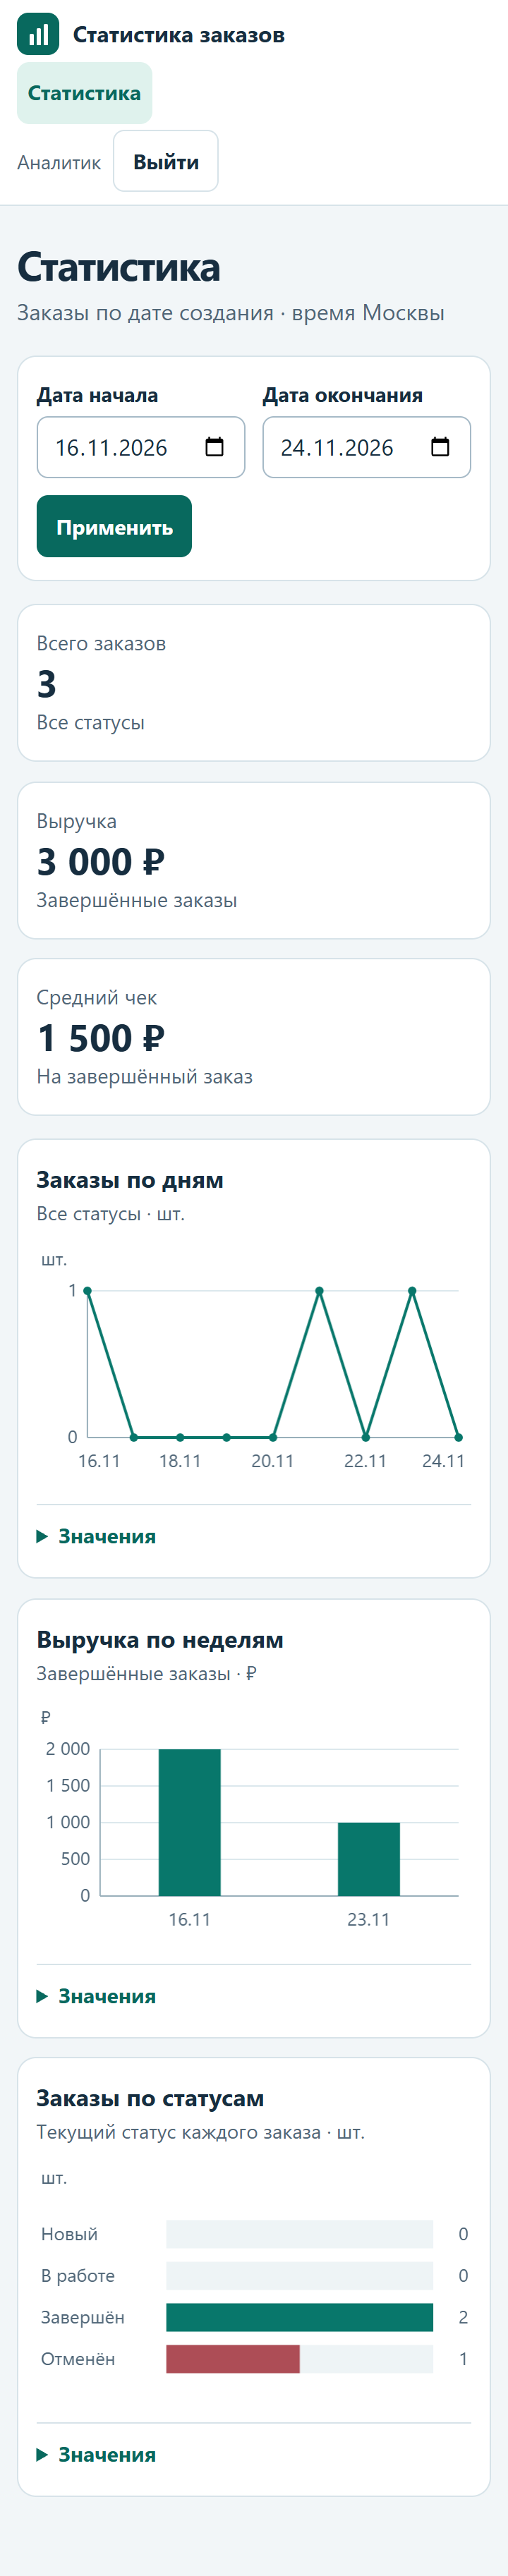 Статистика заказов
Статистика
Аналитик Выйти
Статистика
Заказы по дате создания · время Москвы
Дата начала Дата окончания
16.11.2026 24.11.2026
Применить
Всего заказов
3
Все статусы
Выручка
3 000 ₽
Завершённые заказы
Средний чек
1 500 ₽
На завершённый заказ
Заказы по дням
Все статусы · шт.
шт.
1
0
16.11 18.11 20.11 22.11 24.11
Значения
Выручка по неделям
Завершённые заказы · ₽
₽
2 000
1 500
1 000
500
0
16.11 23.11
Значения
Заказы по статусам
Текущий статус каждого заказа · шт.
шт.
Новый 0
В работе 0
Завершён 2
Отменён 1
Значения